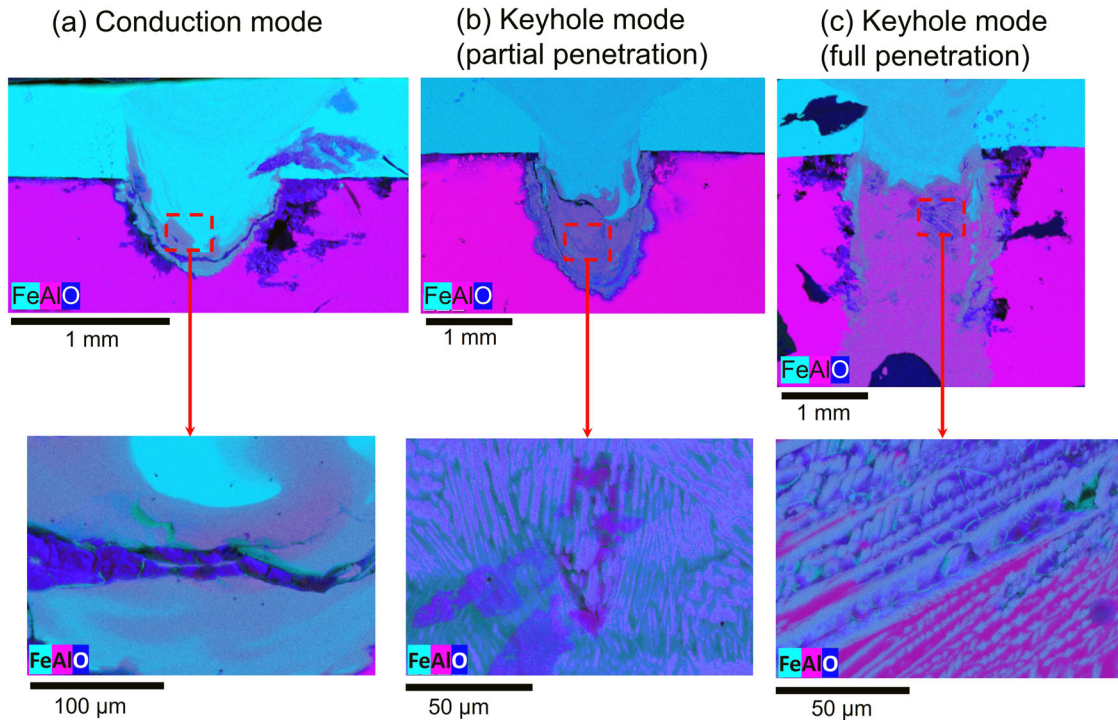 (a) Conduction mode
(b) Keyhole mode
(partial penetration)
(c) Keyhole mode
(full penetration)
FeAlO
1 mm
FeAlO
1 mm
FeAlO
1 mm
FeAlO
100 µm
FeAlO
50 µm
FeAlO
50 µm